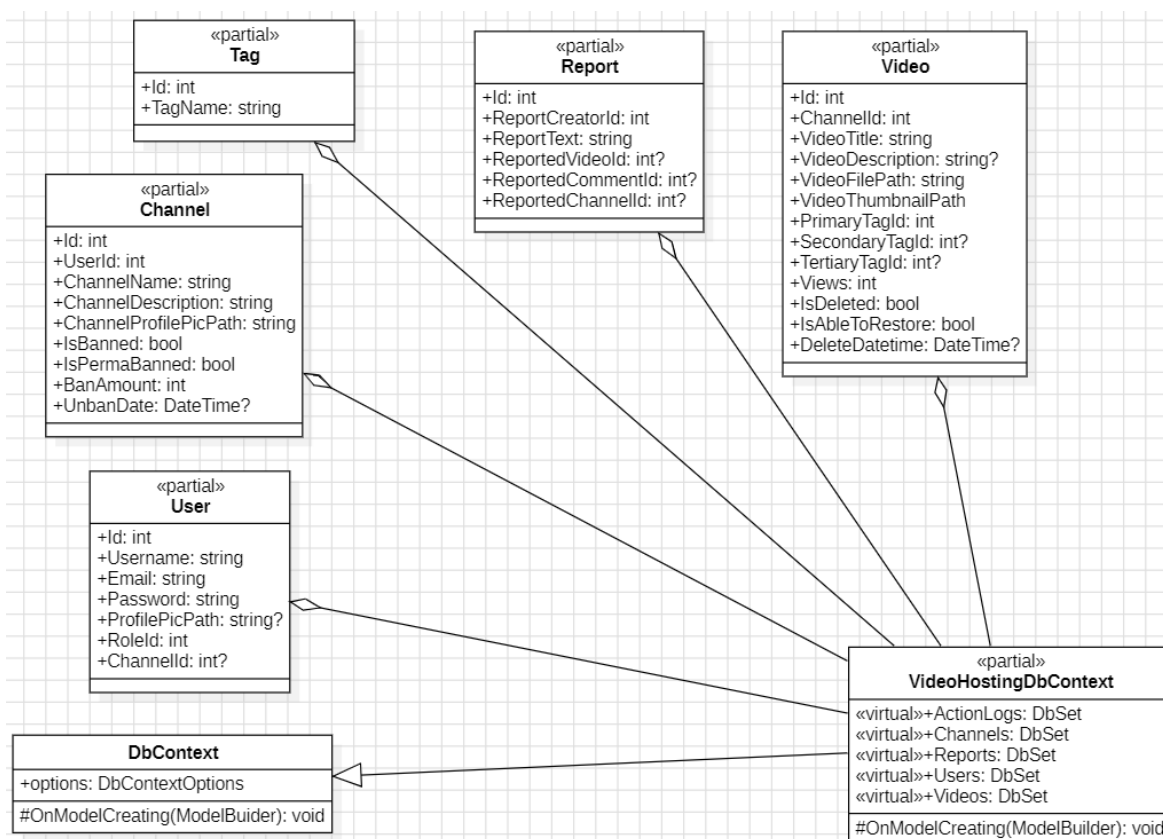 «partial»
Tag
+Id: int
+TagName: string
«partial»
Report
+Id: int
+ReportCreatorId: int
+ReportText: string
+ReportedVideoId: int?
+ReportedCommentId: int?
+ReportedChannelId: int?
«partial»
Video
+Id: int
+ChannelId: int
+VideoTitle: string
+VideoDescription: string?
+VideoFilePath: string
+VideoThumbnailPath
+PrimaryTagId: int
+SecondaryTagId: int?
+TertiaryTagId: int?
+Views: int
+IsDeleted: bool
+IsAbleToRestore: bool
+DeleteDatetime: DateTime?
«partial»
Channel
+Id: int
+UserId: int
+ChannelName: string
+ChannelDescription: string
+ChannelProfilePicPath: string
+IsBanned: bool
+IsPermaBanned: bool
+BanAmount: int
+UnbanDate: DateTime?
«partial»
User
+Id: int
+Username: string
+Email: string
+Password: string
+ProfilePicPath: string?
+RoleId: int
+ChannelId: int?
DbContext
+options: DbContextOptions
#OnModelCreating(ModelBuider): void
«partial»
VideoHostingDbContext
«virtual»+ActionLogs: DbSet
«virtual»+Channels: DbSet
«virtual»+Reports: DbSet
«virtual»+Users: DbSet
«virtual»+Videos: DbSet
#OnModelCreating(ModelBuilder): void